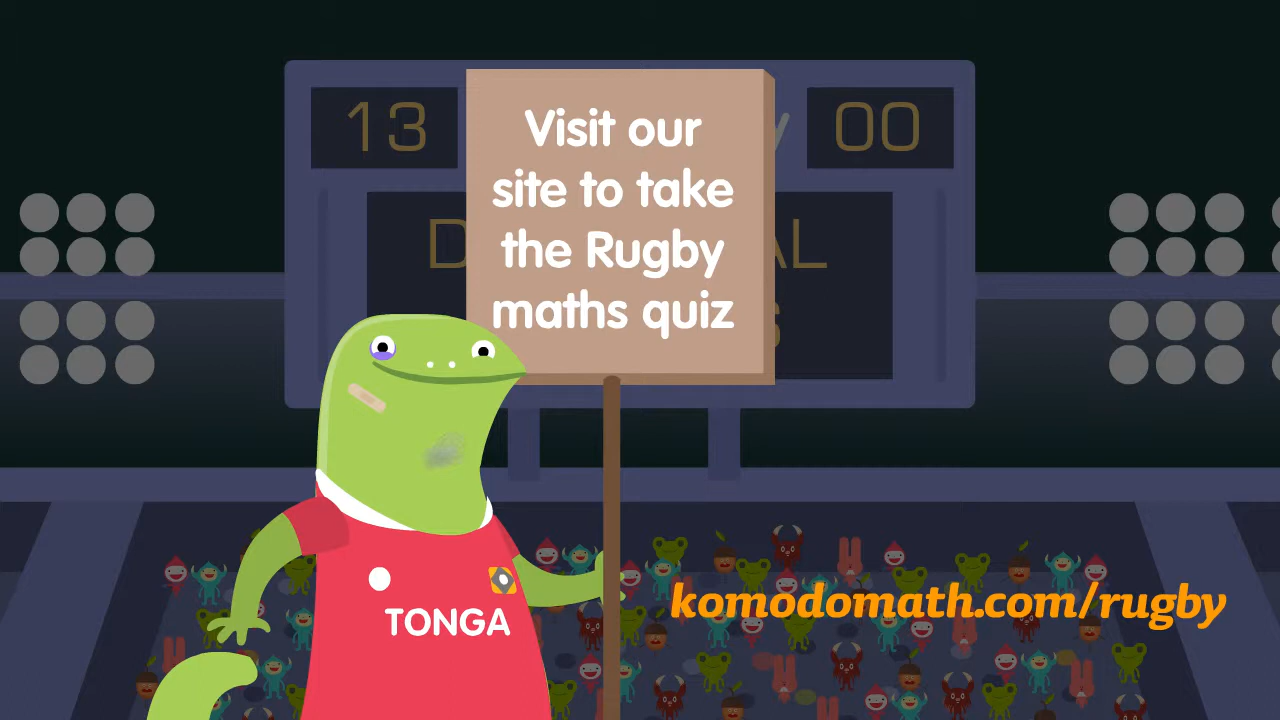 13
00
Visit our
site to take
the Rugby
maths quiz
TONGA
komodomath.com/rugby